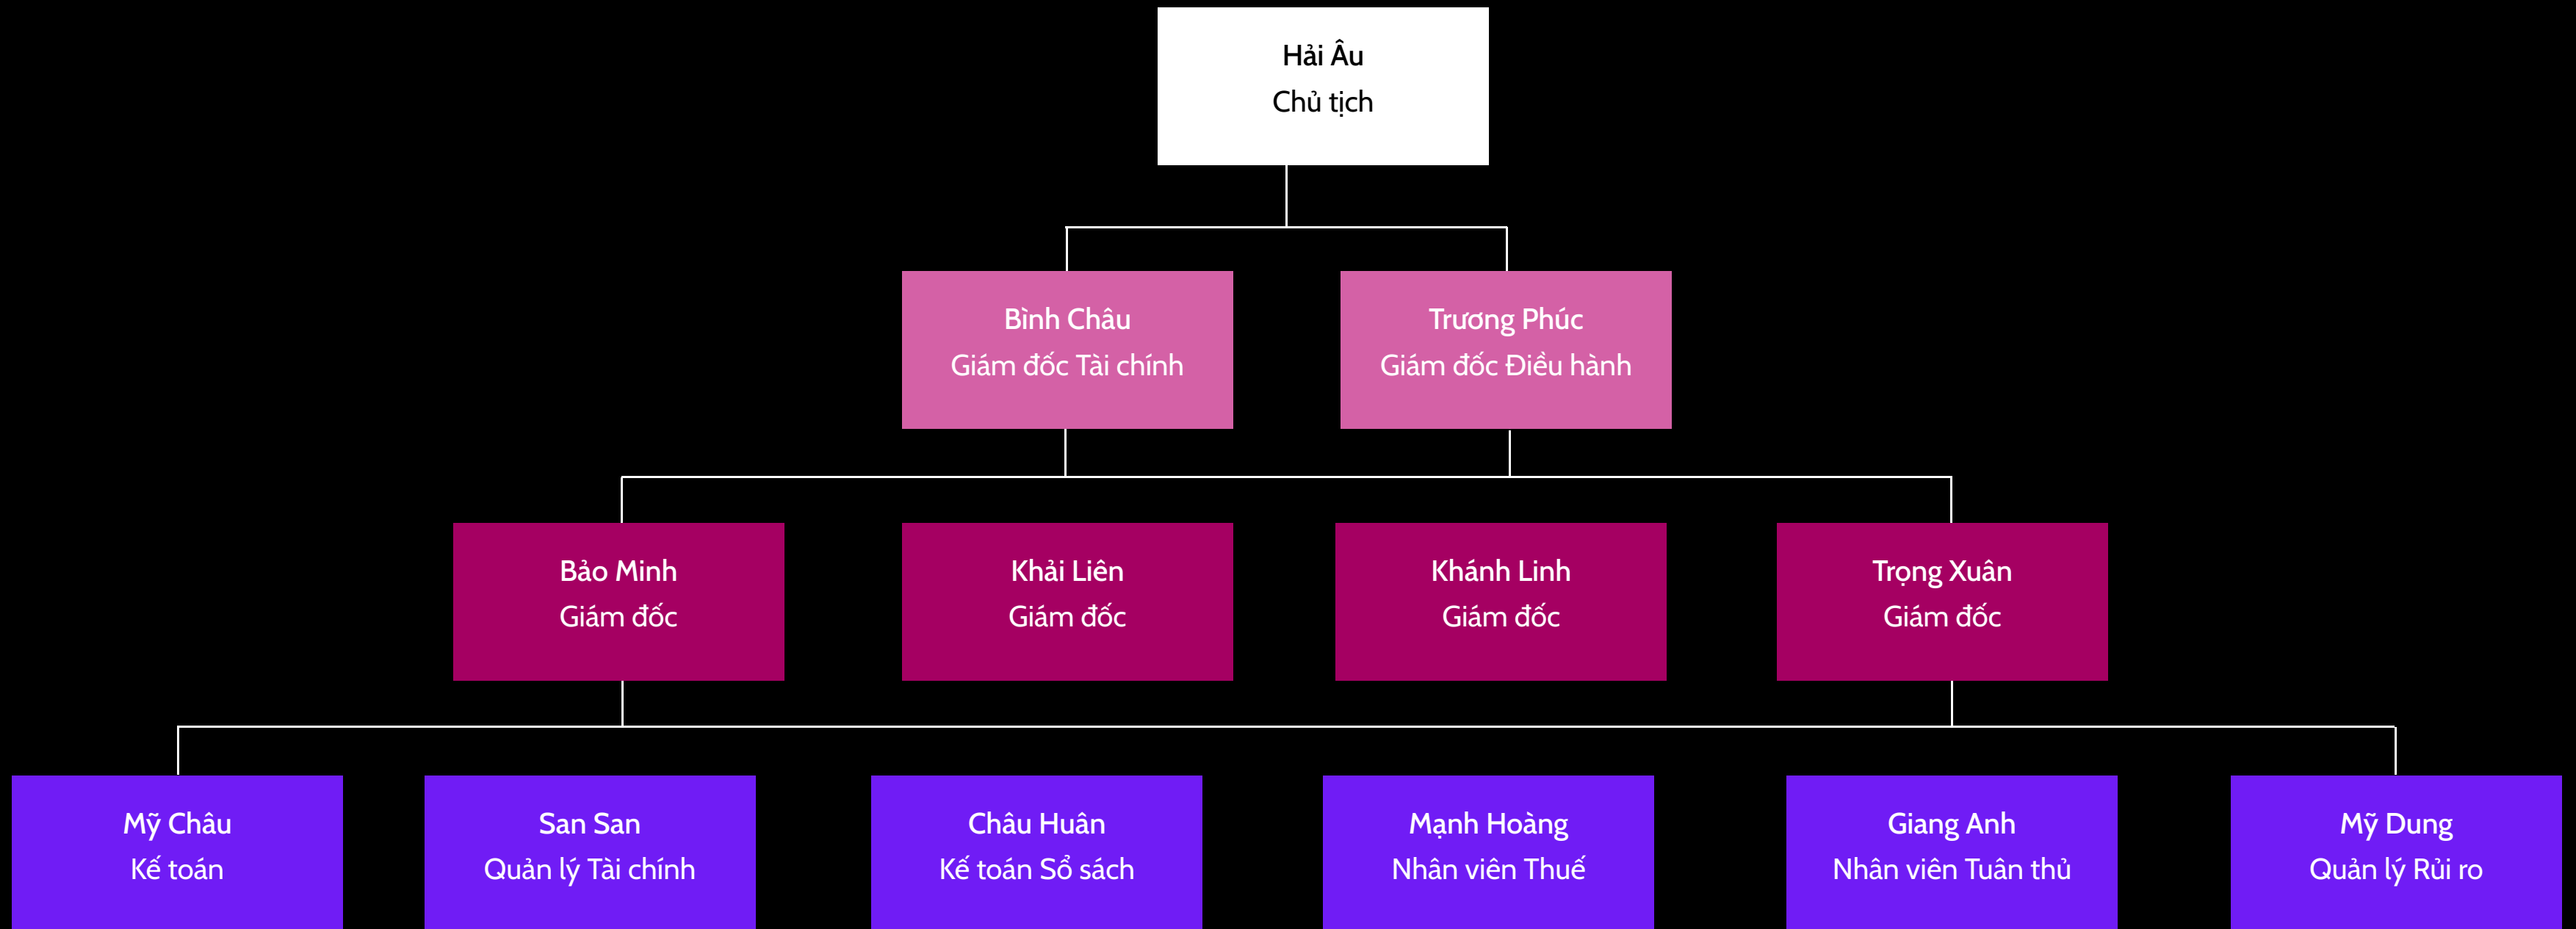 Hải Âu
Chủ tịch
Bình Châu
Giám đốc Tài chính
Trương Phúc
Giám đốc Điều hành
Bảo Minh
Giám đốc
Khải Liên
Giám đốc
Khánh Linh
Giám đốc
Trọng Xuân
Giám đốc
Mỹ Châu
Kế toán
San San
Quản lý Tài chính
Châu Huân
Kế toán Sổ sách
Mạnh Hoàng
Nhân viên Thuế
Giang Anh
Nhân viên Tuân thủ
Mỹ Dung
Quản lý Rủi ro